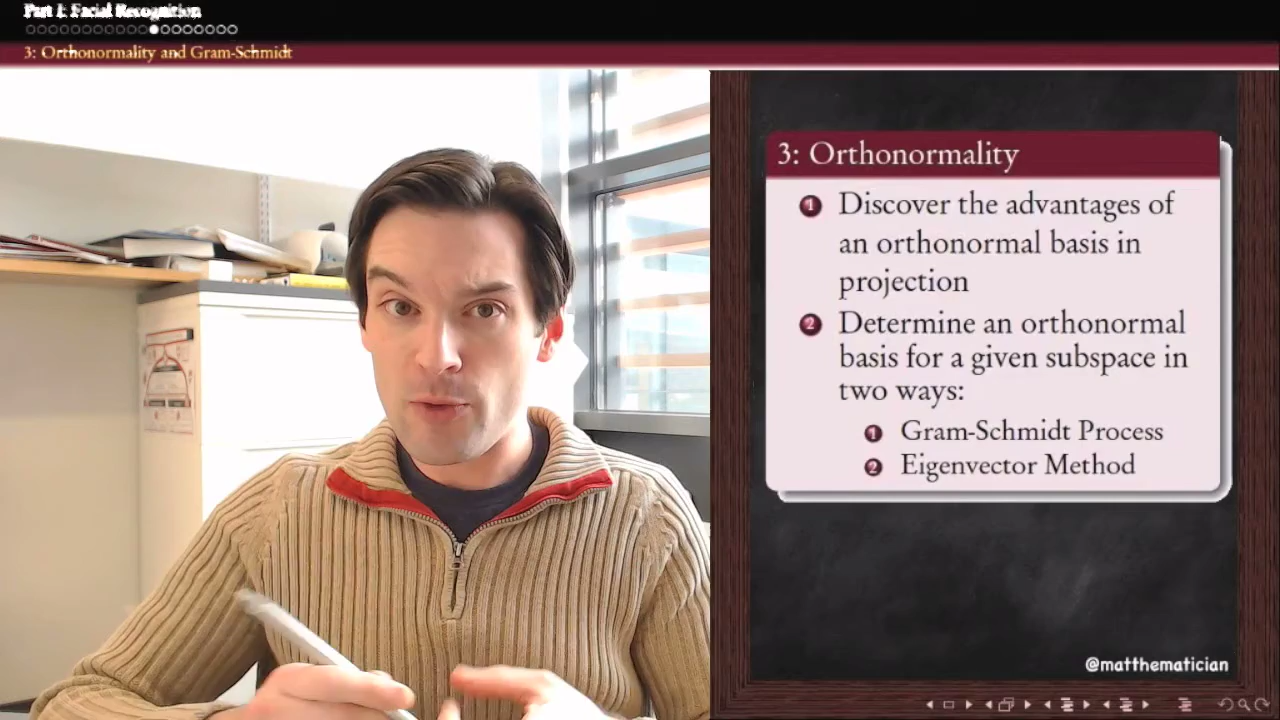 Part I: Facial Recognition
3: Orthonormality and Gram-Schmidt
3: Orthonormality
1 Discover the advantages of
an orthonormal basis in
projection
2 Determine an orthonormal
basis for a given subspace in
two ways:
1 Gram-Schmidt Process
2 Eigenvector Method
@matthematician